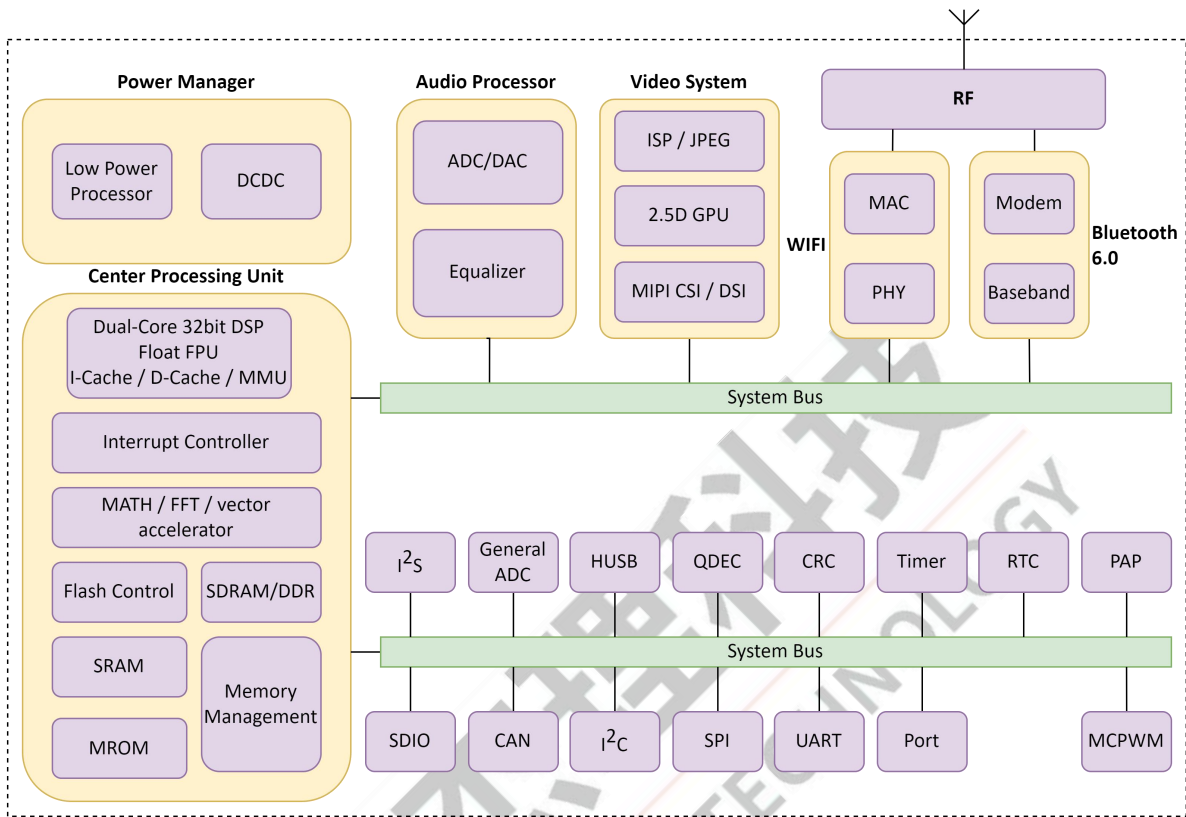 Power Manager
Low Power
Processor
DCDC
Center Processing Unit
Dual-Core 32bit DSP
Float FPU
I-Cache / D-Cache / MMU
Interrupt Controller
MATH / FFT / vector
accelerator
Flash Control
SDRAM/DDR
SRAM
Memory
Management
MROM
Audio Processor
ADC/DAC
Equalizer
Video System
ISP / JPEG
2.5D GPU
MIPI CSI / DSI
RF
WIFI
MAC
PHY
Modem
Baseband
Bluetooth
6.0
System Bus
I²S
General
ADC
HUSB
QDEC
CRC
Timer
RTC
PAP
System Bus
SDIO
CAN
I²C
SPI
UART
Port
MCPWM
理科技
TECHNOLOGY